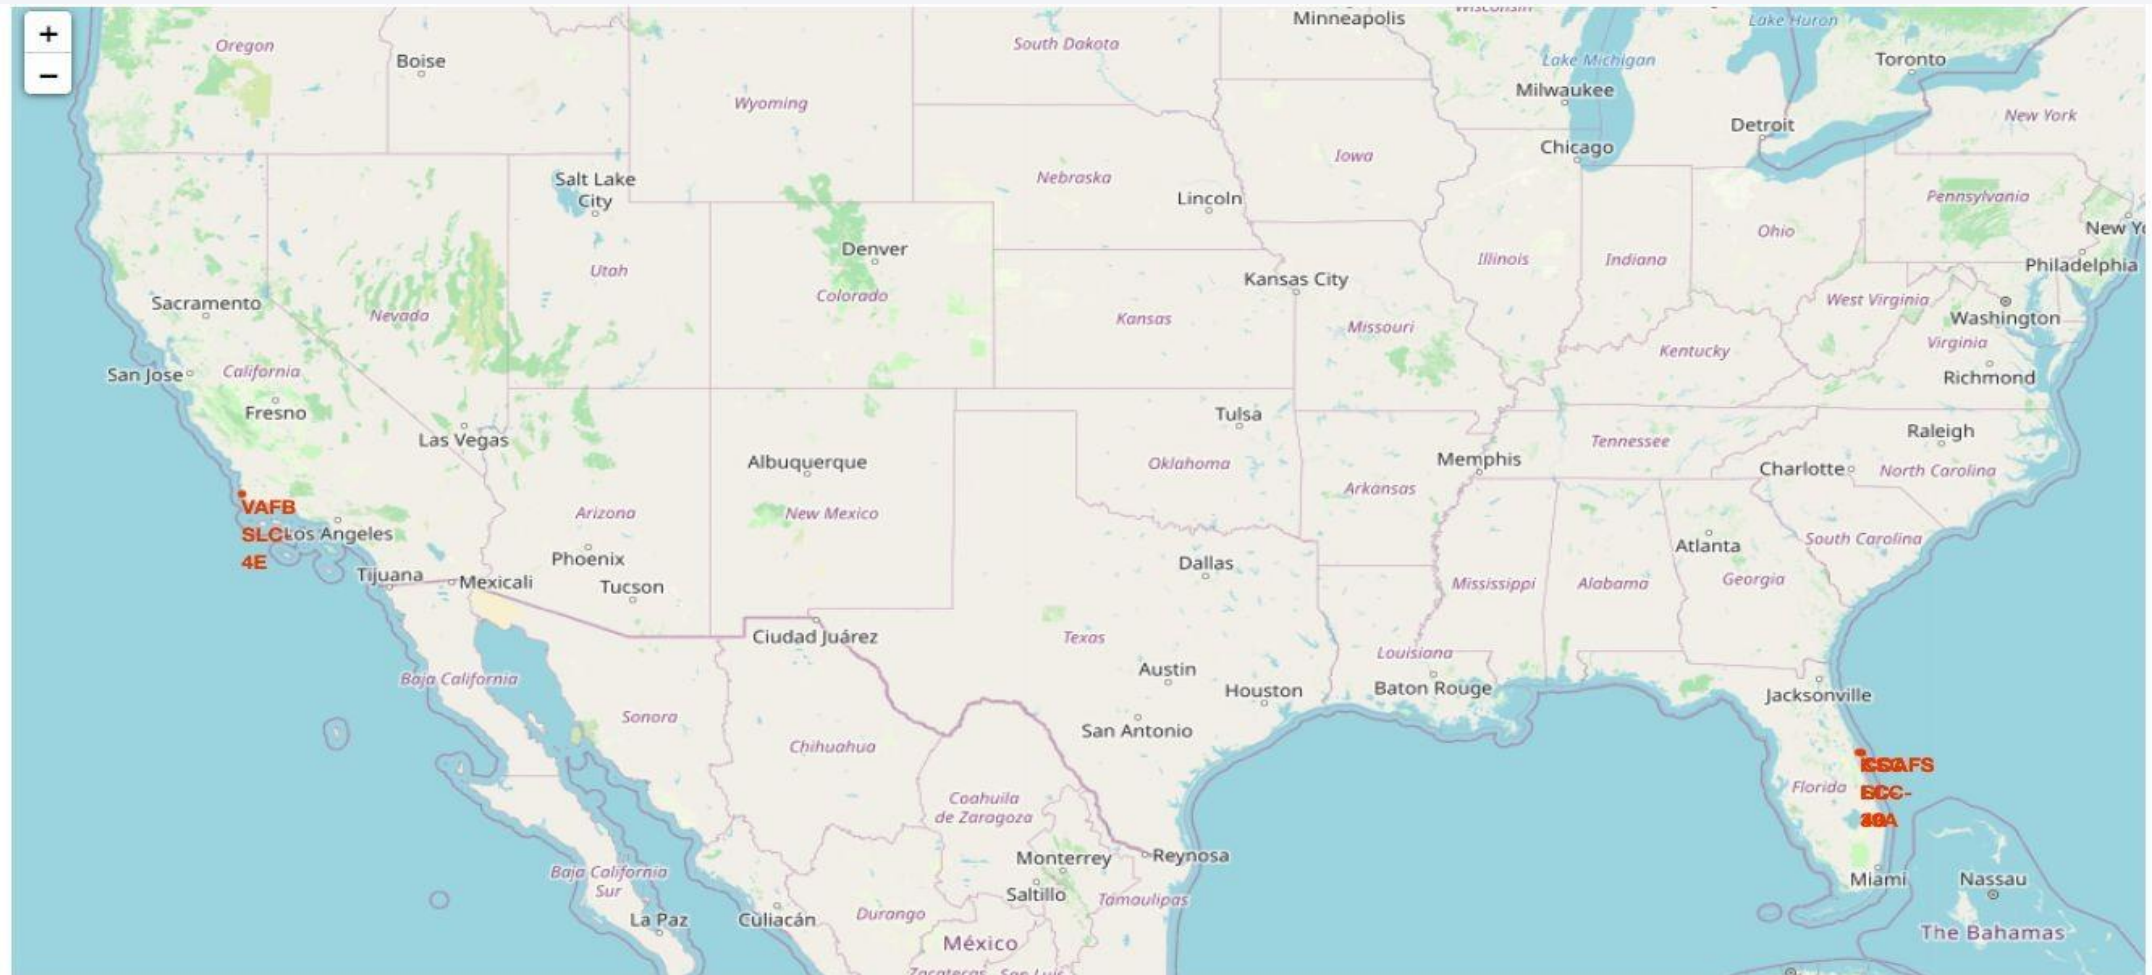 +
−
Minneapolis
Wisconsin
Lake Huron
Oregon
Boise
South Dakota
Lake Michigan
Toronto
Wyoming
Milwaukee
Detroit
New York
Chicago
Iowa
Salt Lake
City
Nebraska
Lincoln
Pennsylvania
New Yo
Denver
Ohio
Utah
Illinois
Indiana
Philadelphia
Kansas City
Colorado
Sacramento
Nevada
Kansas
Missouri
West Virginia
Washington
Virginia
Kentucky
San Jose
California
Richmond
Fresno
Tulsa
Las Vegas
Raleigh
Tennessee
Albuquerque
Oklahoma
Memphis
Charlotte
North Carolina
Arkansas
VAFB
SLC-
4E
Los Angeles
Arizona
New Mexico
Phoenix
Dallas
Atlanta
South Carolina
Tijuana
Mexicali
Tucson
Mississippi
Alabama
Georgia
Ciudad Juárez
Texas
Louisiana
Baja California
Austin
Houston
Baton Rouge
Jacksonville
Sonora
San Antonio
Chihuahua
Florida
Coahuila
de Zaragoza
Monterrey
Reynosa
Baja California
Sur
Saltillo
Tamaulipas
Miami
Nassau
La Paz
Culiacán
Durango
México
The Bahamas
Zacatecas
San Luis